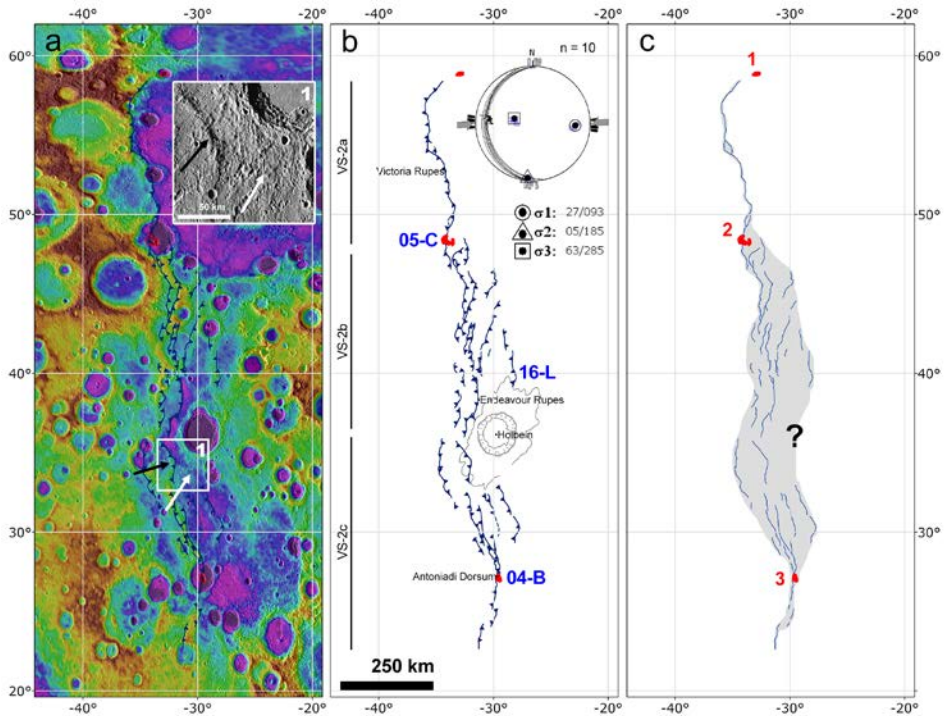 -40° -30° -20° -40° -30° -20° -40° -30° -20°
60°
50°
40°
30°
20°
a
1
50 km
1
b
n = 10
N
σ1: 27/093
σ2: 05/185
σ3: 63/285
VS-2a
Victoria Rupes
05-C
VS-2b
16-L
Endeavour Rupes
Holbein
VS-2c
Antoniadi Dorsum
04-B
250 km
c
1
2
?
3
60°
50°
40°
30°
20°
-40° -30° -20° -40° -30° -20° -40° -30° -20°